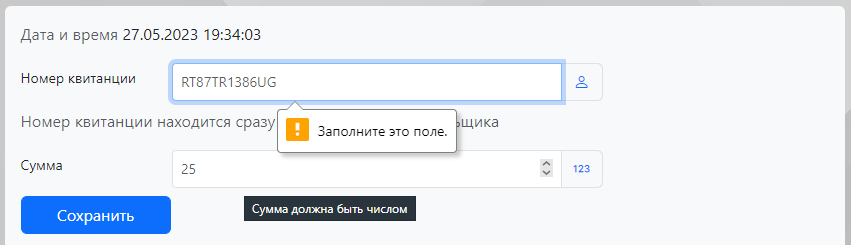 Дата и время 27.05.2023 19:34:03
Номер квитанции RT87TR1386UG
Заполните это поле.
Номер квитанции находится сразу
Сумма 25 123
Сохранить
Сумма должна быть числом